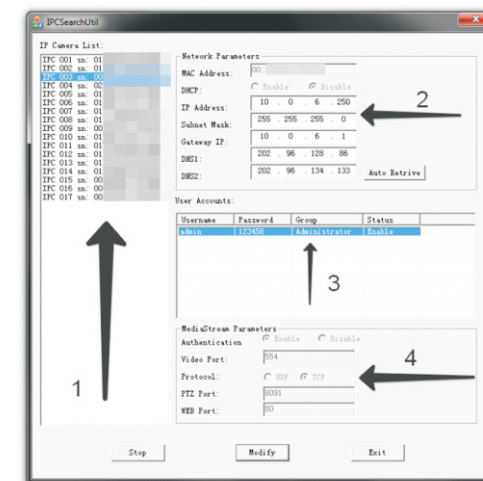 IPCSearchUtil
IP Camera List:
IPC 001 sn: 01
IPC 002 sn: 01
IPC 003 sn: 00
IPC 004 sn: 02
IPC 005 sn: 01
IPC 006 sn: 01
IPC 007 sn: 01
IPC 008 sn: 01
IPC 009 sn: 00
IPC 010 sn: 01
IPC 011 sn: 01
IPC 012 sn: 01
IPC 013 sn: 01
IPC 014 sn: 01
IPC 015 sn: 00
IPC 016 sn: 00
IPC 017 sn: 00
1
Network Parameters
MAC Address: 00:
DHCP: Enable Disable
IP Address: 10 . 0 . 6 . 250
Subnet Mask: 255 . 255 . 255 . 0
Gateway IP: 10 . 0 . 6 . 1
DNS1: 202 . 96 . 128 . 86
DNS2: 202 . 96 . 134 . 133
Auto Retrive
2
User Accounts:
Username Password Group Status
admin 123456 Administrator Enable
3
MediaStream Parameters
Authentication Enable Disable
Video Port: 554
Protocol: UDP TCP
PTZ Port: 8091
WEB Port: 80
4
Stop Modify Exit